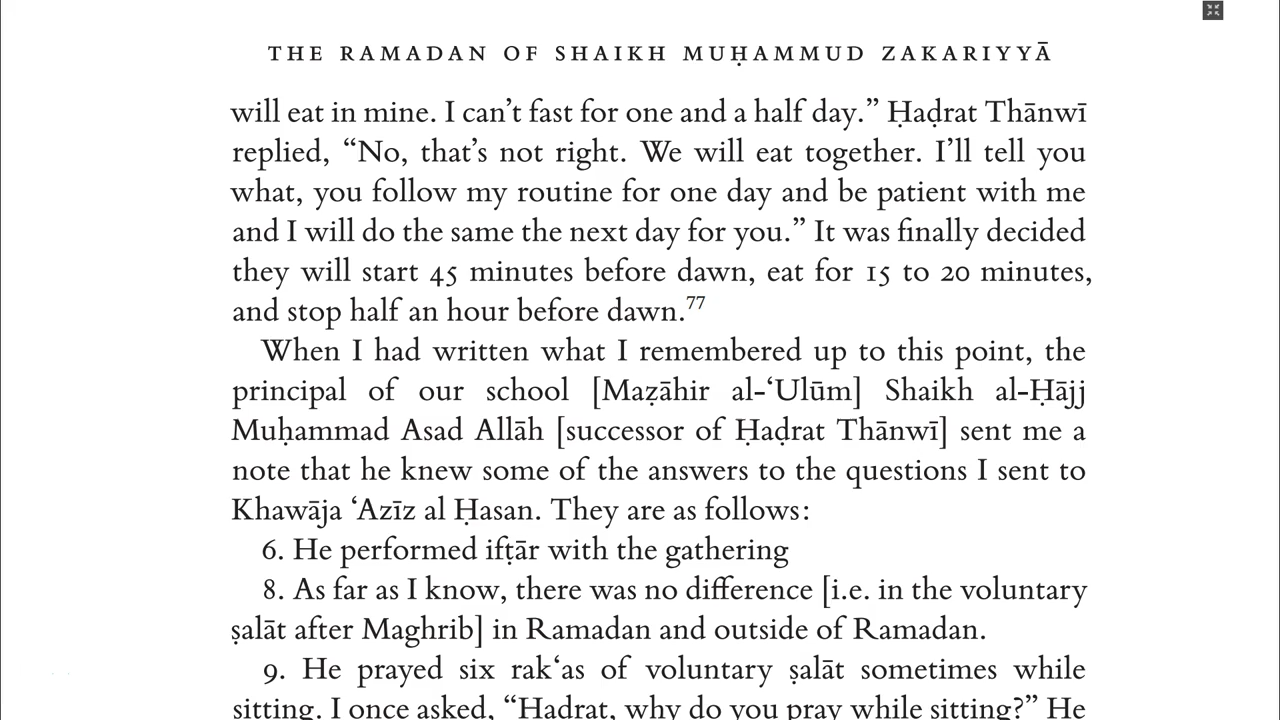 THE RAMADAN OF SHAIKH MUḤAMMUD ZAKARIYYĀ
will eat in mine. I can’t fast for one and a half day.” Ḥaḍrat Thānwī
replied, “No, that’s not right. We will eat together. I’ll tell you
what, you follow my routine for one day and be patient with me
and I will do the same the next day for you.” It was finally decided
they will start 45 minutes before dawn, eat for 15 to 20 minutes,
and stop half an hour before dawn.⁷⁷
When I had written what I remembered up to this point, the
principal of our school [Maẓāhir al-‘Ulūm] Shaikh al-Ḥājj
Muḥammad Asad Allāh [successor of Ḥaḍrat Thānwī] sent me a
note that he knew some of the answers to the questions I sent to
Khawāja ‘Azīz al Ḥasan. They are as follows:
6. He performed ifṭār with the gathering
8. As far as I know, there was no difference [i.e. in the voluntary
ṣalāt after Maghrib] in Ramadan and outside of Ramadan.
9. He prayed six rak‘as of voluntary ṣalāt sometimes while
sitting. I once asked, “Hadrat, why do you pray while sitting?” He